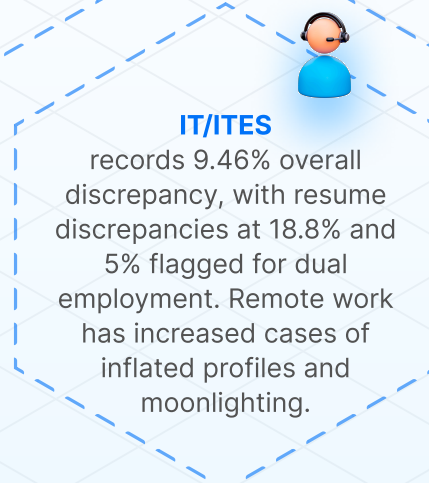 IT/ITES
records 9.46% overall
discrepancy, with resume
discrepancies at 18.8% and
5% flagged for dual
employment. Remote work
has increased cases of
inflated profiles and
moonlighting.